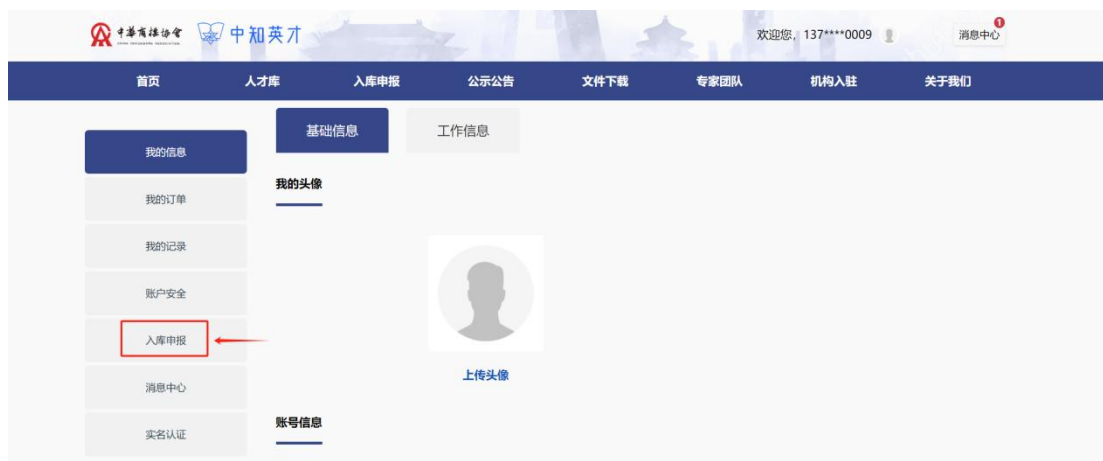 中华商标协会 中知英才 欢迎您，137****0009 消息中心 1
首页 人才库 入库申报 公示公告 文件下载 专家团队 机构入驻 关于我们
基础信息 工作信息
我的信息
我的头像
我的订单
我的记录
账户安全
入库申报
上传头像
消息中心
账号信息
实名认证